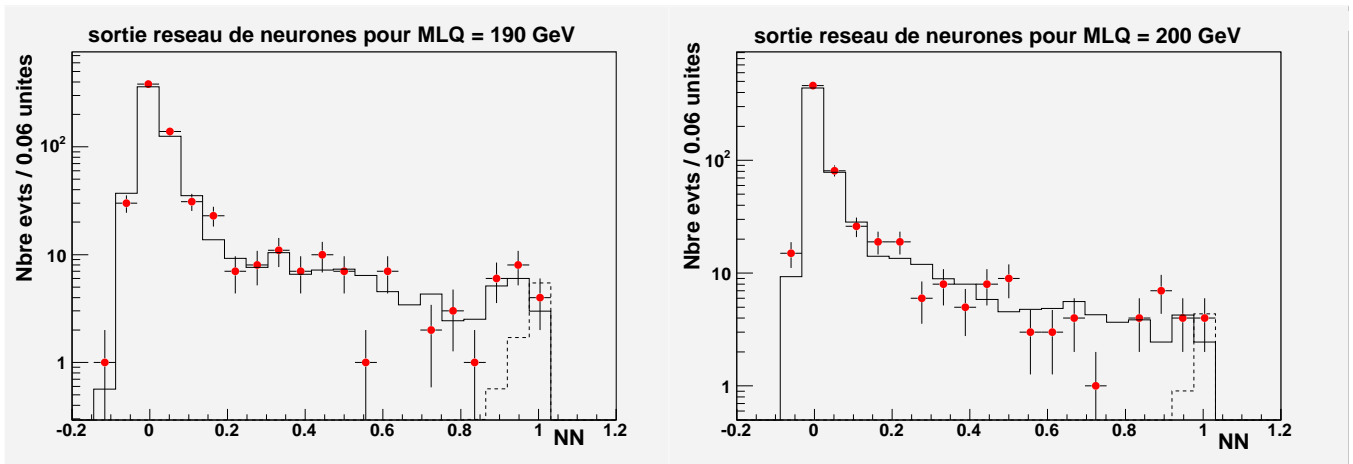 sortie reseau de neurones pour MLQ = 190 GeV
Nbre evts / 0.06 unites
10²
10
1
-0.2 0 0.2 0.4 0.6 0.8 1 1.2
NN
sortie reseau de neurones pour MLQ = 200 GeV
Nbre evts / 0.06 unites
10²
10
1
-0.2 0 0.2 0.4 0.6 0.8 1 1.2
NN